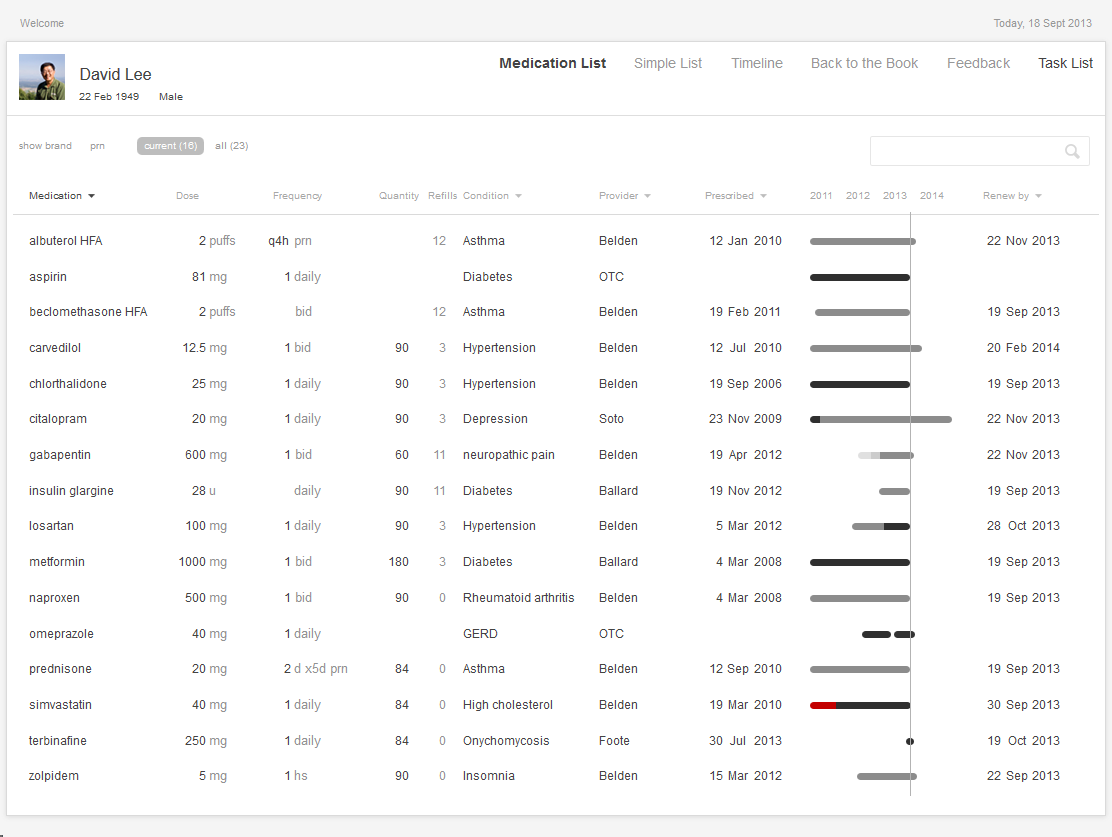 Welcome Today, 18 Sept 2013
David Lee Medication List Simple List Timeline Back to the Book Feedback Task List
22 Feb 1949 Male
show brand prn current (16) all (23)
Medication Dose Frequency Quantity Refills Condition Provider Prescribed 2011 2012 2013 2014 Renew by
albuterol HFA 2 puffs q4h prn 12 Asthma Belden 12 Jan 2010 22 Nov 2013
aspirin 81 mg 1 daily Diabetes OTC
beclomethasone HFA 2 puffs bid 12 Asthma Belden 19 Feb 2011 19 Sep 2013
carvedilol 12.5 mg 1 bid 90 3 Hypertension Belden 12 Jul 2010 20 Feb 2014
chlorthalidone 25 mg 1 daily 90 3 Hypertension Belden 19 Sep 2006 19 Sep 2013
citalopram 20 mg 1 daily 90 3 Depression Soto 23 Nov 2009 22 Nov 2013
gabapentin 600 mg 1 bid 60 11 neuropathic pain Belden 19 Apr 2012 22 Nov 2013
insulin glargine 28 u daily 90 11 Diabetes Ballard 19 Nov 2012 19 Sep 2013
losartan 100 mg 1 daily 90 3 Hypertension Belden 5 Mar 2012 28 Oct 2013
metformin 1000 mg 1 bid 180 3 Diabetes Ballard 4 Mar 2008 19 Sep 2013
naproxen 500 mg 1 bid 90 0 Rheumatoid arthritis Belden 4 Mar 2008 19 Sep 2013
omeprazole 40 mg 1 daily GERD OTC
prednisone 20 mg 2 d x5d prn 84 0 Asthma Belden 12 Sep 2010 19 Sep 2013
simvastatin 40 mg 1 daily 84 0 High cholesterol Belden 19 Mar 2010 30 Sep 2013
terbinafine 250 mg 1 daily 84 0 Onychomycosis Foote 30 Jul 2013 19 Oct 2013
zolpidem 5 mg 1 hs 90 0 Insomnia Belden 15 Mar 2012 22 Sep 2013